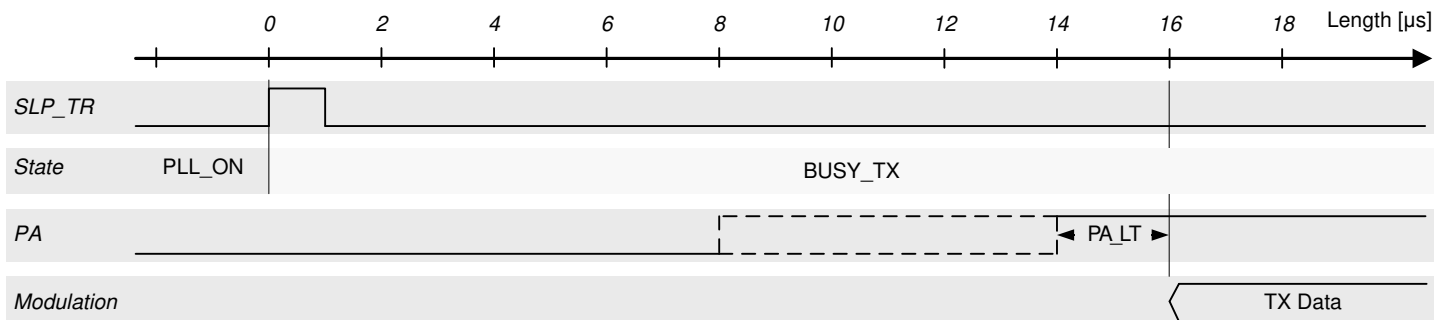 0 2 4 6 8 10 12 14 16 18 Length [µs]
SLP_TR
State PLL_ON BUSY_TX
PA PA_LT
Modulation TX Data